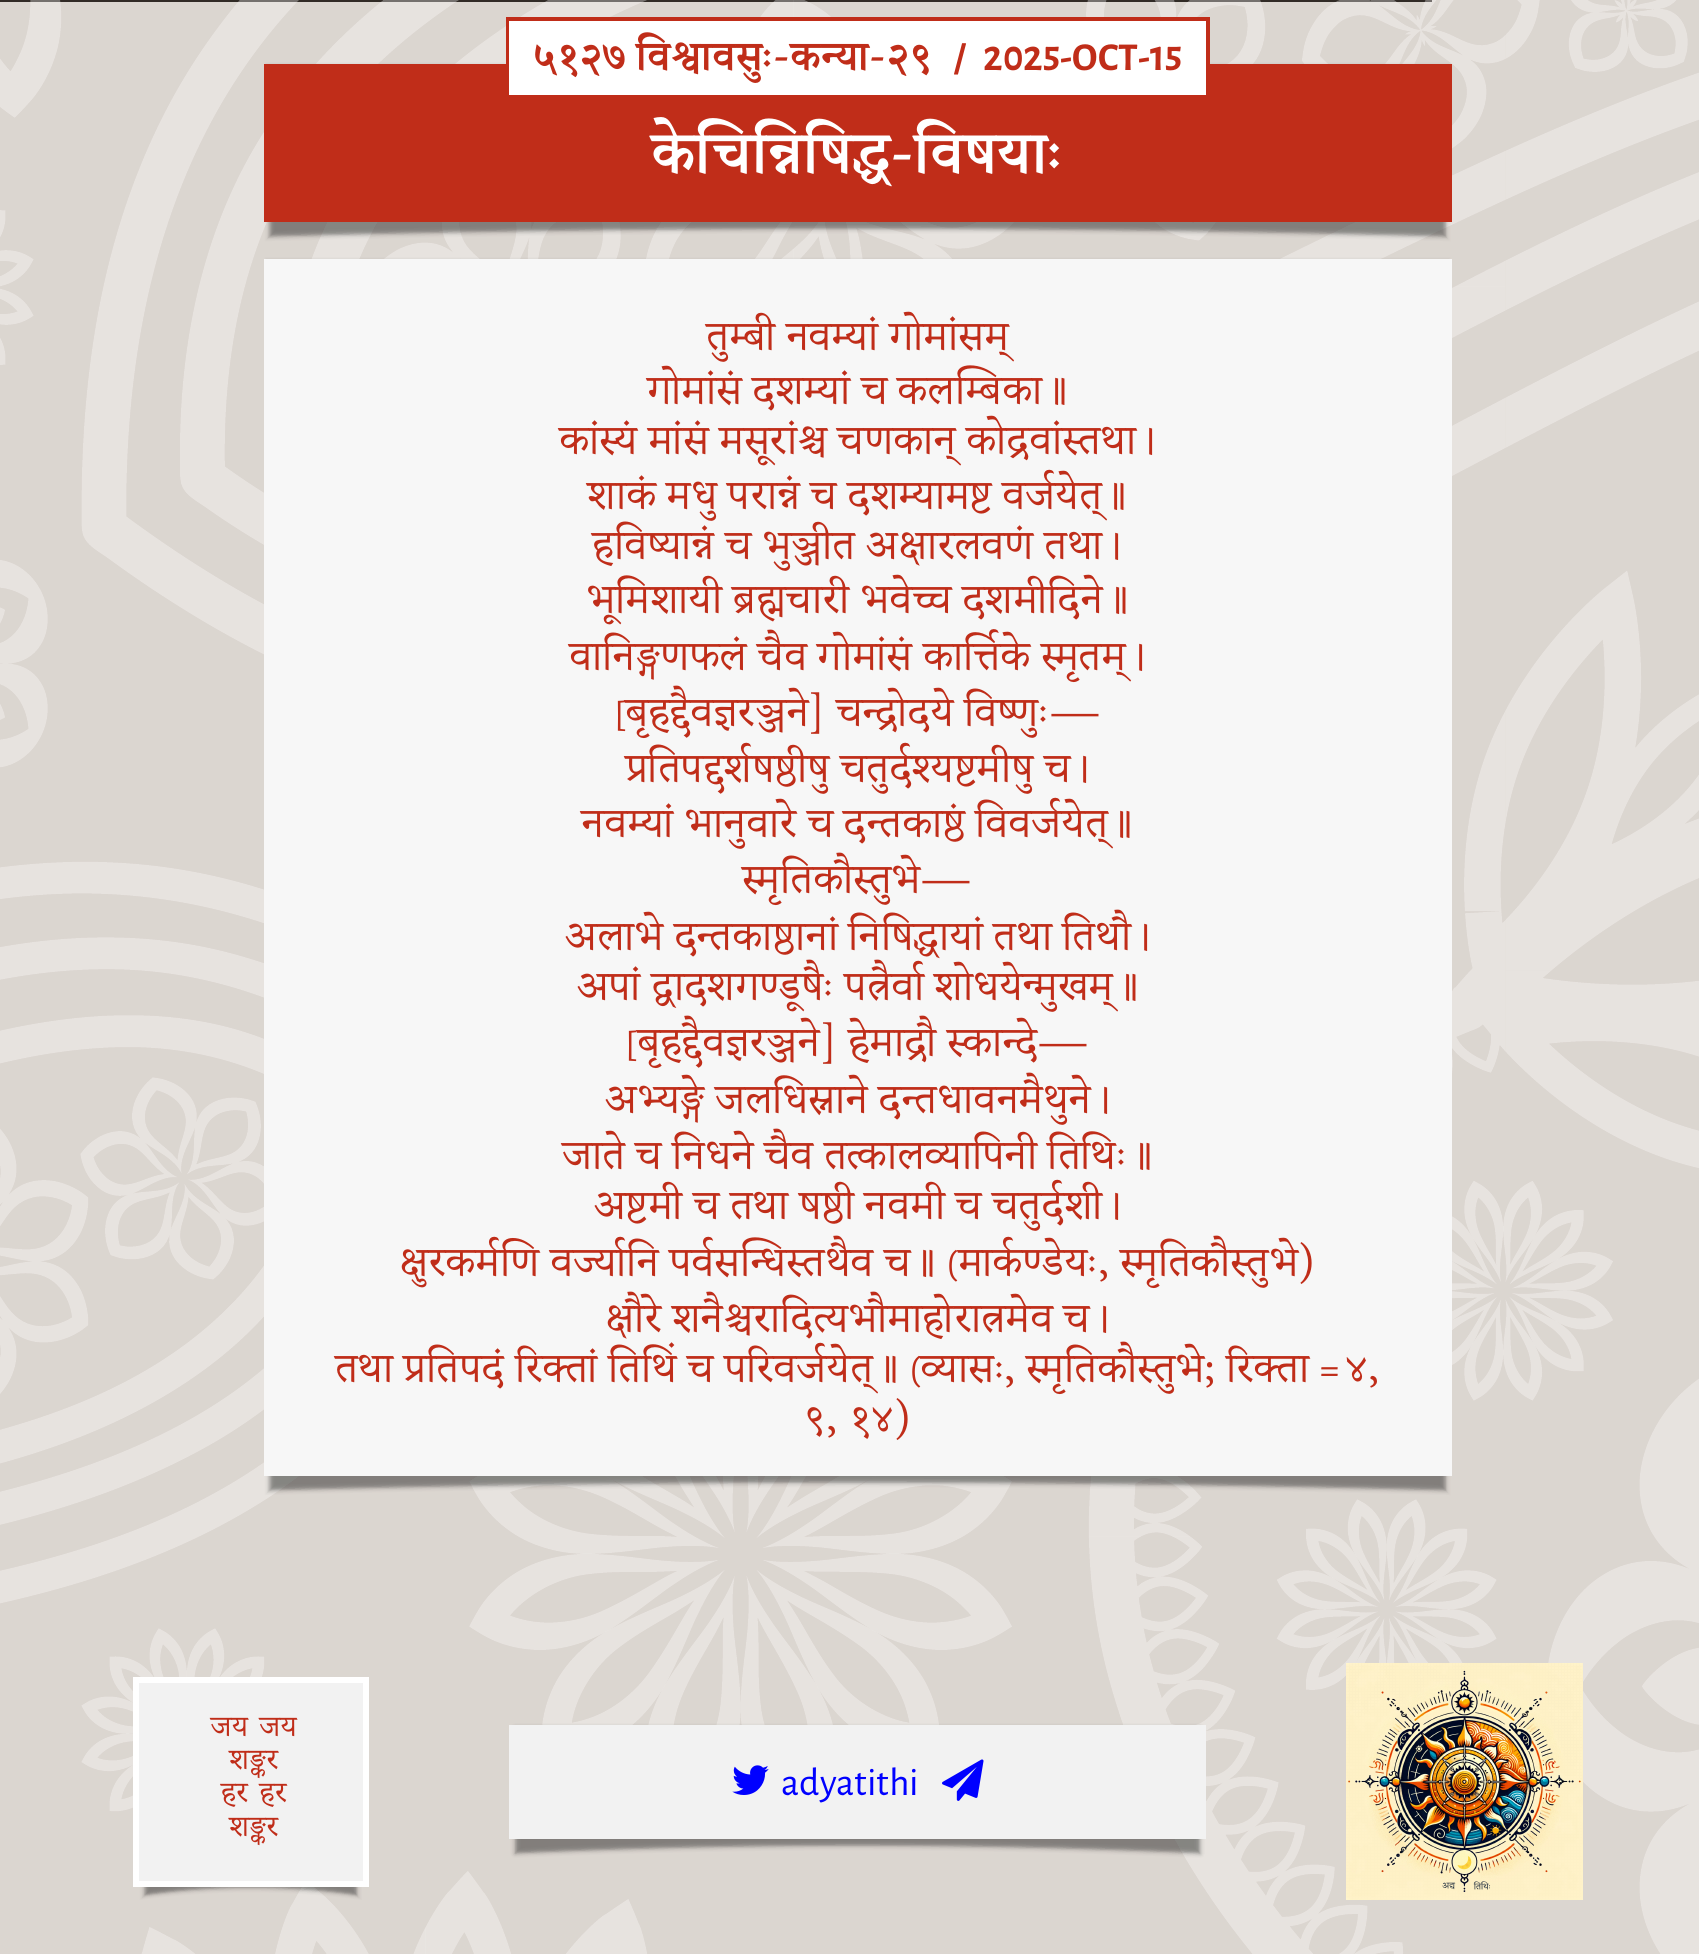 ५१२७ विश्वावसुः-कन्या-२९ / 2025-OCT-15
केचिन्निषिद्ध-विषयाः
तुम्बी नवम्यां गोमांसम्
गोमांसं दशम्यां च कलम्बिका॥
कांस्यं मांसं मसूरांश्च चणकान् कोद्रवांस्तथा।
शाकं मधु परान्नं च दशम्यामष्ट वर्जयेत्॥
हविष्यान्नं च भुञ्जीत अक्षारलवणं तथा।
भूमिशायी ब्रह्मचारी भवेच्च दशमीदिने॥
वानिङ्गणफलं चैव गोमांसं कार्त्तिके स्मृतम्।
[बृहद्दैवज्ञरञ्जने] चन्द्रोदये विष्णुः—
प्रतिपद्दर्शषष्ठीषु चतुर्दश्यष्टमीषु च।
नवम्यां भानुवारे च दन्तकाष्ठं विवर्जयेत्॥
स्मृतिकौस्तुभे—
अलाभे दन्तकाष्ठानां निषिद्धायां तथा तिथौ।
अपां द्वादशगण्डूषैः पत्रैर्वा शोधयेन्मुखम्॥
[बृहद्दैवज्ञरञ्जने] हेमाद्रौ स्कान्दे—
अभ्यङ्गे जलधिस्नाने दन्तधावनमैथुने।
जाते च निधने चैव तत्कालव्यापिनी तिथिः॥
अष्टमी च तथा षष्ठी नवमी च चतुर्दशी।
क्षुरकर्मणि वर्ज्यानि पर्वसन्धिस्तथैव च॥ (मार्कण्डेयः, स्मृतिकौस्तुभे)
क्षौरे शनैश्चरादित्यभौमाहोरात्रमेव च।
तथा प्रतिपदं रिक्तां तिथिं च परिवर्जयेत्॥ (व्यासः, स्मृतिकौस्तुभे; रिक्ता = ४,
९, १४)
जय जय
शङ्कर
हर हर
शङ्कर
adyatithi
अद्य तिथिः